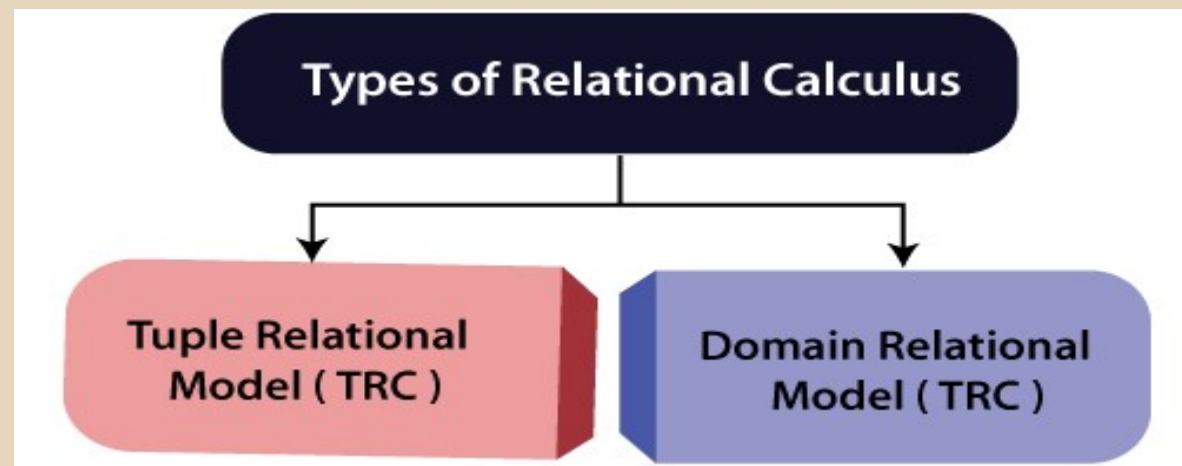 Types of Relational Calculus
Tuple Relational
Model ( TRC )
Domain Relational
Model ( TRC )